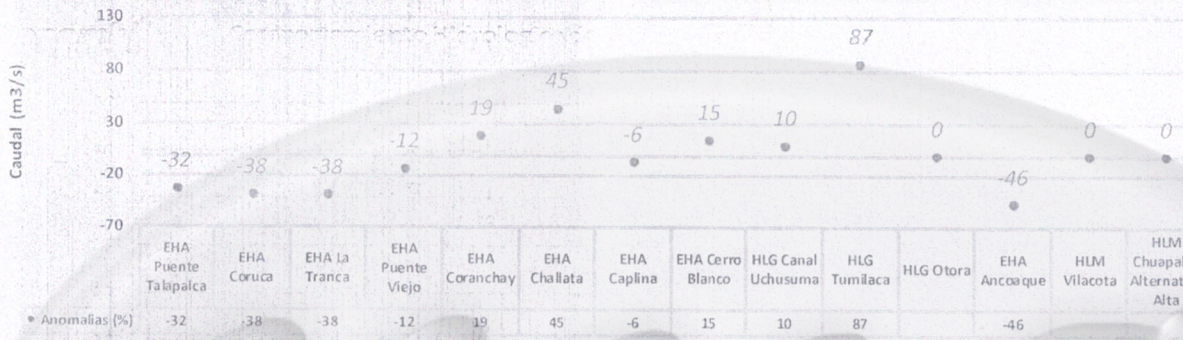 130
80
30
-20
-70
Caudal (m3/s)
-32
-38
-38
-12
19
45
-6
15
10
87
0
-46
0
0
EHA Puente Talapalca
EHA Coruca
EHA La Tranca
EHA Puente Viejo
EHA Coranchay
EHA Challata
EHA Caplina
EHA Cerro Blanco
HLG Canal Uchusuma
HLG Tumilaca
HLG Otora
EHA Ancoaque
HLM Vilacota
HLM Alta
Anomalias (%) -32 -38 -38 -12 19 45 -6 15 10 87 -46